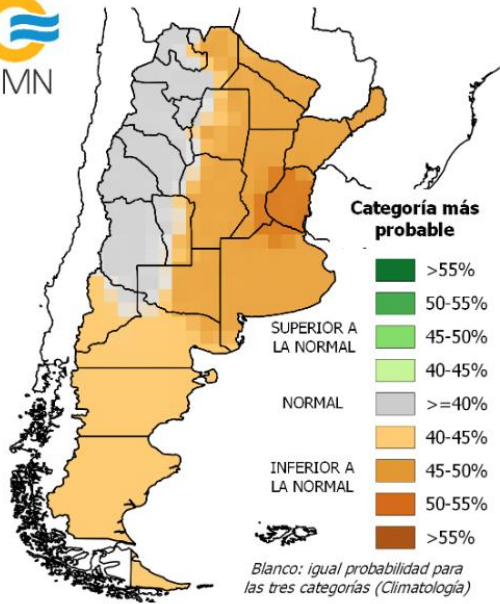 MN
Categoría más
probable
>55%
50-55%
45-50%
SUPERIOR A
LA NORMAL
40-45%
NORMAL
>=40%
40-45%
INFERIOR A
LA NORMAL
45-50%
50-55%
>55%
Blanco: igual probabilidad para
las tres categorías (Climatología)